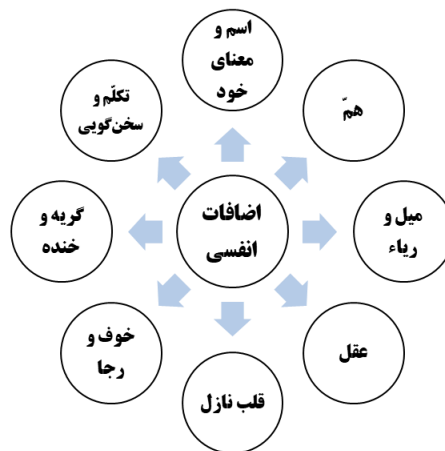 اسم و
معنای
خود
همّ
تکلّم و
سخن‌گویی
میل و
ریاء
اضافات
انفسی
گریه و
خنده
عقل
خوف و
رجا
قلب نازل